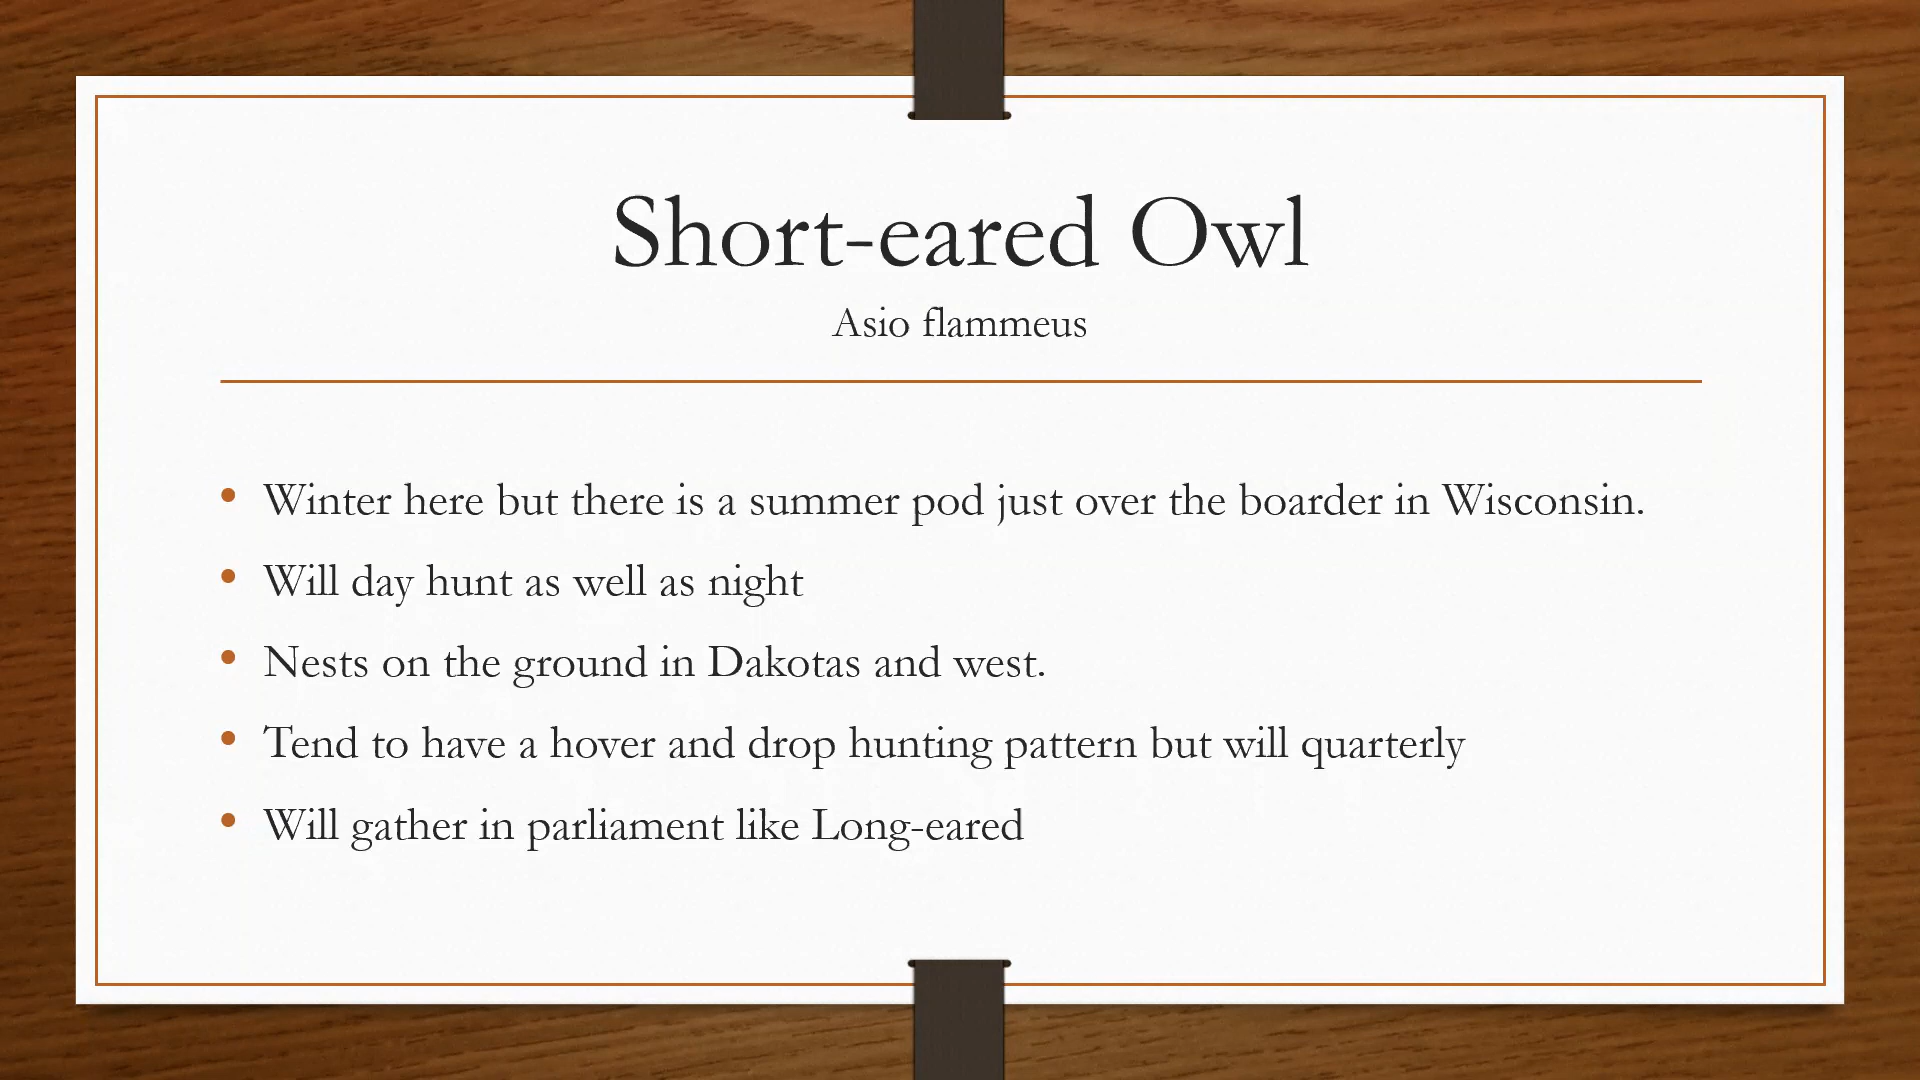 Short-eared Owl
Asio flammeus
• Winter here but there is a summer pod just over the boarder in Wisconsin.
• Will day hunt as well as night
• Nests on the ground in Dakotas and west.
• Tend to have a hover and drop hunting pattern but will quarterly
• Will gather in parliament like Long-eared